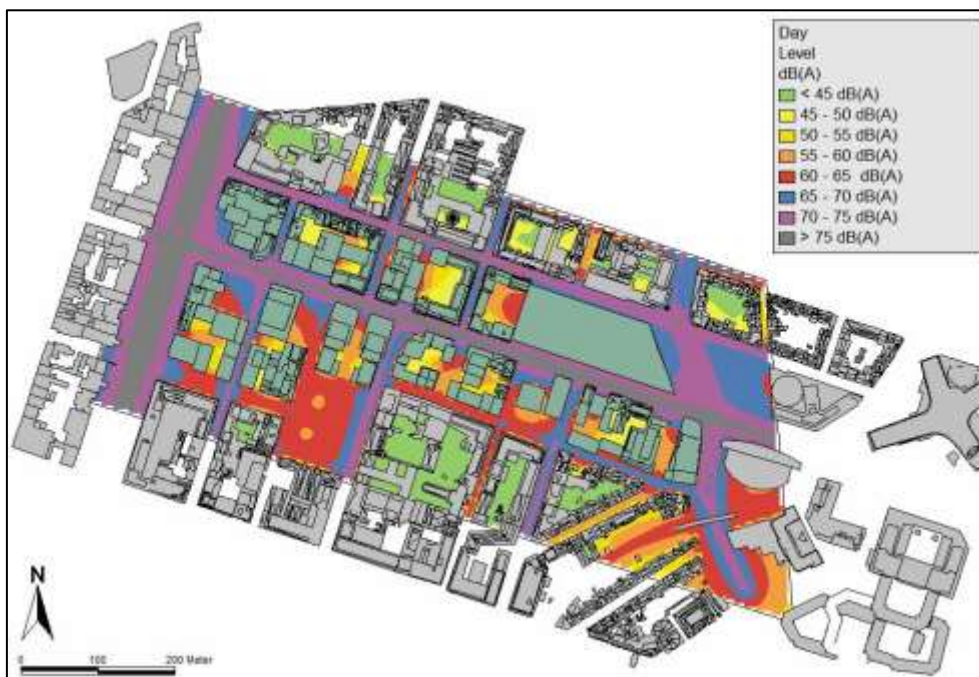 Day
Level
dB(A)
< 45 dB(A)
45 - 50 dB(A)
50 - 55 dB(A)
55 - 60 dB(A)
60 - 65 dB(A)
65 - 70 dB(A)
70 - 75 dB(A)
> 75 dB(A)
N
0 100 200 Meter